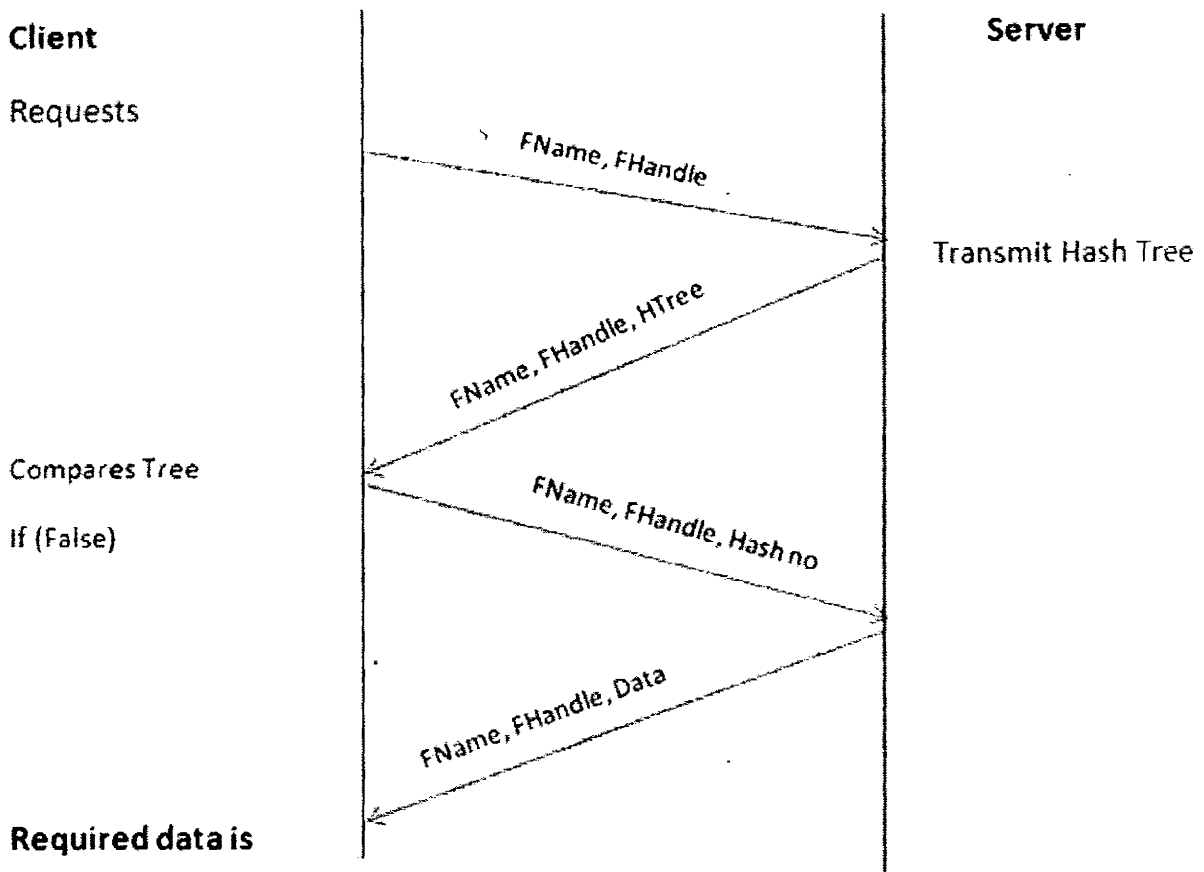 Client
Server
Requests
FName, FHandle
Transmit Hash Tree
FName, FHandle, HTree
Compares Tree
FName, FHandle, Hash no
If (False)
FName, FHandle, Data
Required data is